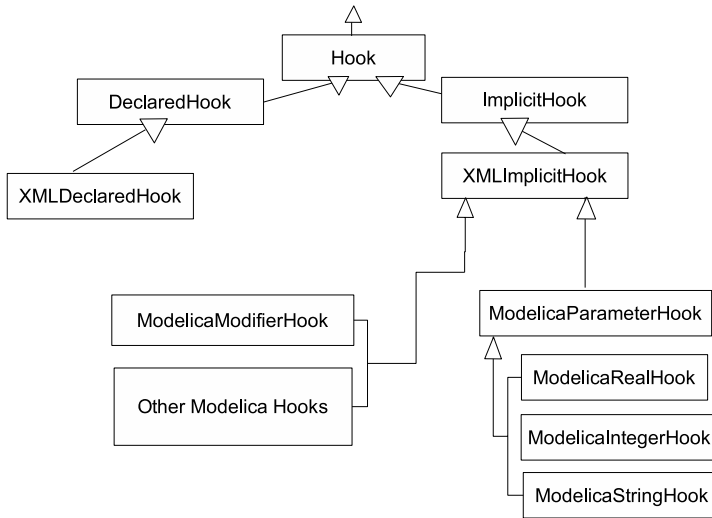 Hook
DeclaredHook
ImplicitHook
XMLDeclaredHook
XMLImplicitHook
ModelicaModifierHook
ModelicaParameterHook
Other Modelica Hooks
ModelicaRealHook
ModelicaIntegerHook
ModelicaStringHook